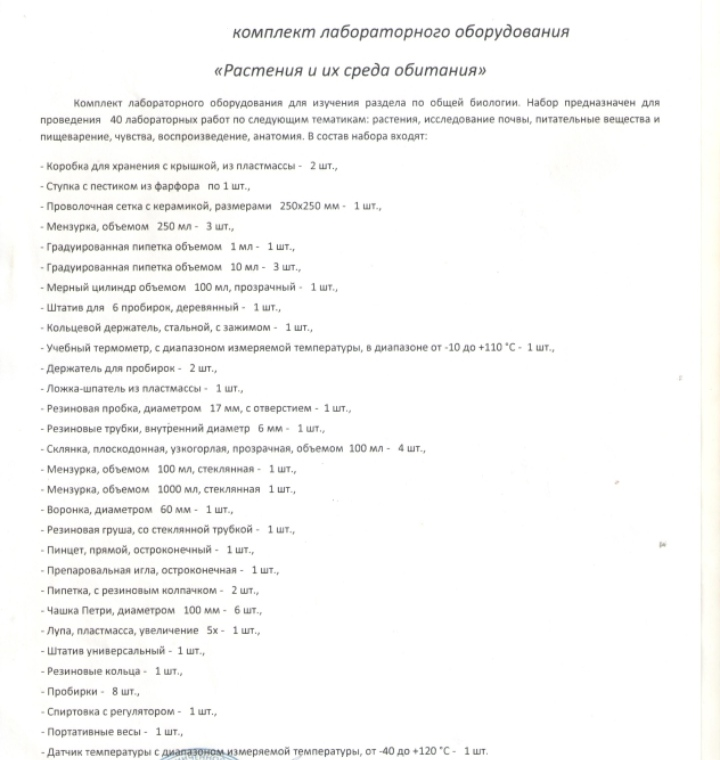 комплект лабораторного оборудования
«Растения и их среда обитания»
Комплект лабораторного оборудования для изучения раздела по общей биологии. Набор предназначен для
проведения 40 лабораторных работ по следующим тематикам: растения, исследование почвы, питательные вещества и
пищеварение, чувства, воспроизведение, анатомия. В состав набора входят:
- Коробка для хранения с крышкой, из пластмассы - 2 шт.,
- Ступка с пестиком из фарфора по 1 шт.,
- Проволочная сетка с керамикой, размерами 250х250 мм - 1 шт.,
- Мензурка, объемом 250 мл - 3 шт.,
- Градуированная пипетка объемом 1 мл - 1 шт.,
- Градуированная пипетка объемом 10 мл - 3 шт.,
- Мерный цилиндр объемом 100 мл, прозрачный - 1 шт.,
- Штатив для 6 пробирок, деревянный - 1 шт.,
- Кольцевой держатель, стальной, с зажимом - 1 шт.,
- Учебный термометр, с диапазоном измеряемой температуры, в диапазоне от -10 до +110 °С - 1 шт.,
- Держатель для пробирок - 2 шт.,
- Ложка-шпатель из пластмассы - 1 шт.,
- Резиновая пробка, диаметром 17 мм, с отверстием - 1 шт.,
- Резиновые трубки, внутренний диаметр 6 мм - 1 шт.,
- Склянка, плоскодонная, узкогорлая, прозрачная, объемом 100 мл - 4 шт.,
- Мензурка, объемом 100 мл, стеклянная - 1 шт.,
- Мензурка, объемом 1000 мл, стеклянная 1 шт.,
- Воронка, диаметром 60 мм - 1 шт.,
- Резиновая груша, со стеклянной трубкой - 1 шт.,
- Пинцет, прямой, остроконечный - 1 шт.,
- Препаровальная игла, остроконечная - 1 шт.,
- Пипетка, с резиновым колпачком - 2 шт.,
- Чашка Петри, диаметром 100 мм - 6 шт.,
- Лупа, пластмасса, увеличение 5х - 1 шт.,
- Штатив универсальный - 1 шт.,
- Резиновые кольца - 1 шт.,
- Пробирки - 8 шт.,
- Спиртовка с регулятором - 1 шт.,
- Портативные весы - 1 шт.,
- Датчик температуры с диапазоном измеряемой температуры, от -40 до +120 °С - 1 шт.